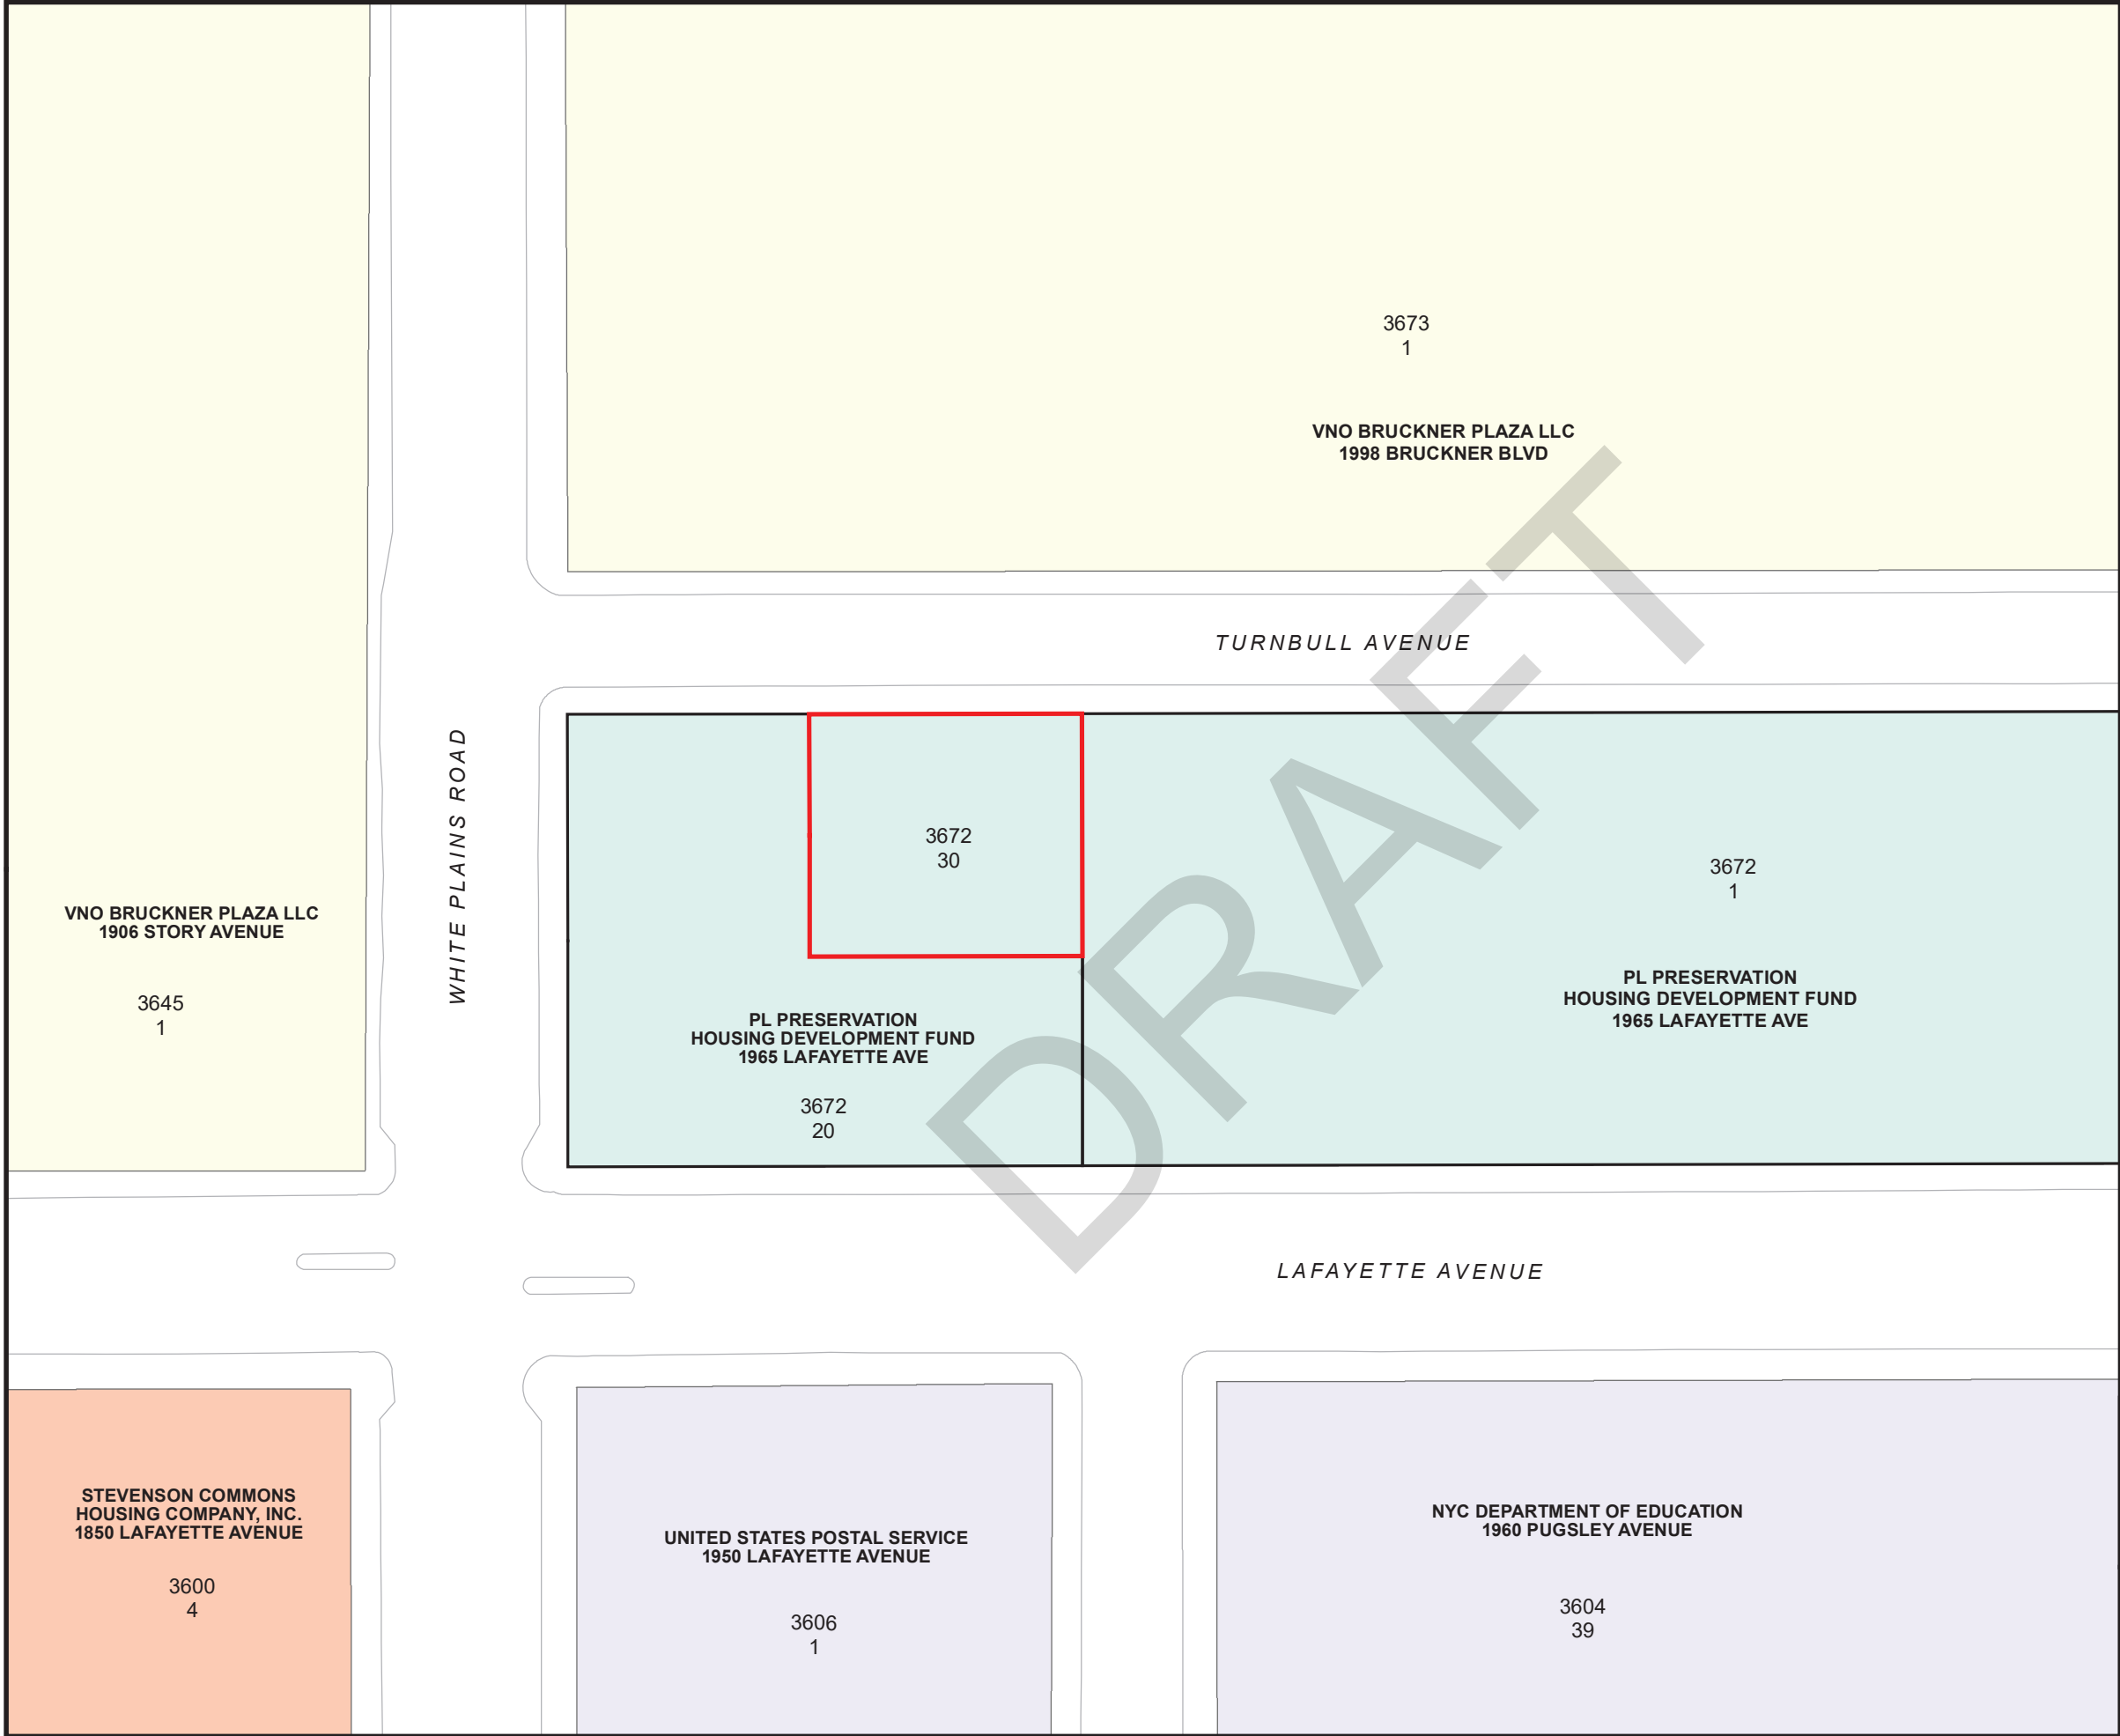 3673
1
VNO BRUCKNER PLAZA LLC
1998 BRUCKNER BLVD
TURNBULL AVENUE
WHITE PLAINS ROAD
3672
30
3672
1
VNO BRUCKNER PLAZA LLC
1906 STORY AVENUE
3645
1
PL PRESERVATION
HOUSING DEVELOPMENT FUND
1965 LAFAYETTE AVE
PL PRESERVATION
HOUSING DEVELOPMENT FUND
1965 LAFAYETTE AVE
3672
20
DRAFT
LAFAYETTE AVENUE
STEVENSON COMMONS
HOUSING COMPANY, INC.
1850 LAFAYETTE AVENUE
3600
4
UNITED STATES POSTAL SERVICE
1950 LAFAYETTE AVENUE
3606
1
NYC DEPARTMENT OF EDUCATION
1960 PUGSLEY AVENUE
3604
39